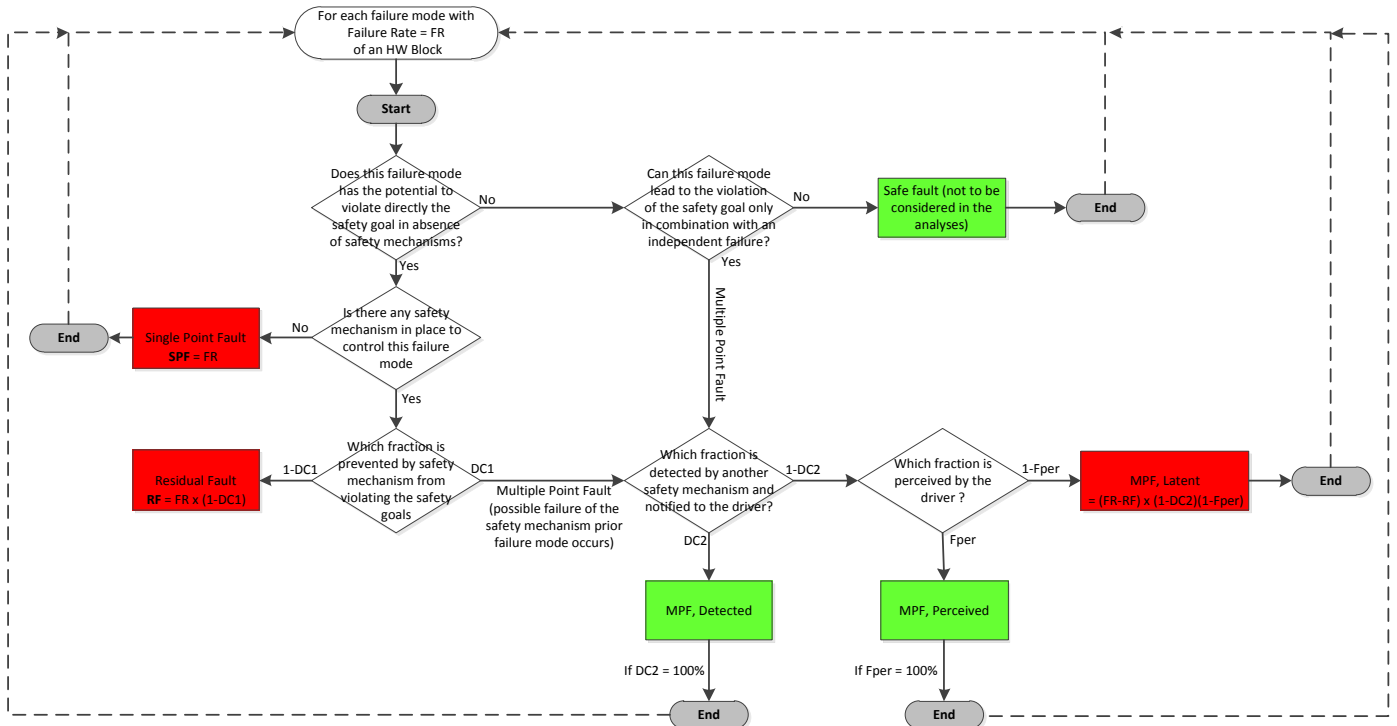 For each failure mode with
Failure Rate = FR
of an HW Block
Start
Does this failure mode
has the potential to
violate directly the
safety goal in absence
of safety mechanisms?
No
Yes
Can this failure mode
lead to the violation
of the safety goal only
in combination with an
independent failure?
No
Yes
Safe fault (not to be
considered in the
analyses)
End
Multiple Point Fault
Is there any safety
mechanism in place to
control this failure
mode
No
Yes
Single Point Fault
SPF = FR
End
Which fraction is
prevented by safety
mechanism from
violating the safety
goals
1-DC1
DC1
Residual Fault
RF = FR x (1-DC1)
Multiple Point Fault
(possible failure of the
safety mechanism prior
failure mode occurs)
Which fraction is
detected by another
safety mechanism and
notified to the driver?
1-DC2
DC2
Which fraction is
perceived by the
driver ?
1-Fper
Fper
MPF, Latent
= (FR-RF) x (1-DC2)(1-Fper)
End
MPF, Detected
If DC2 = 100%
End
MPF, Perceived
If Fper = 100%
End